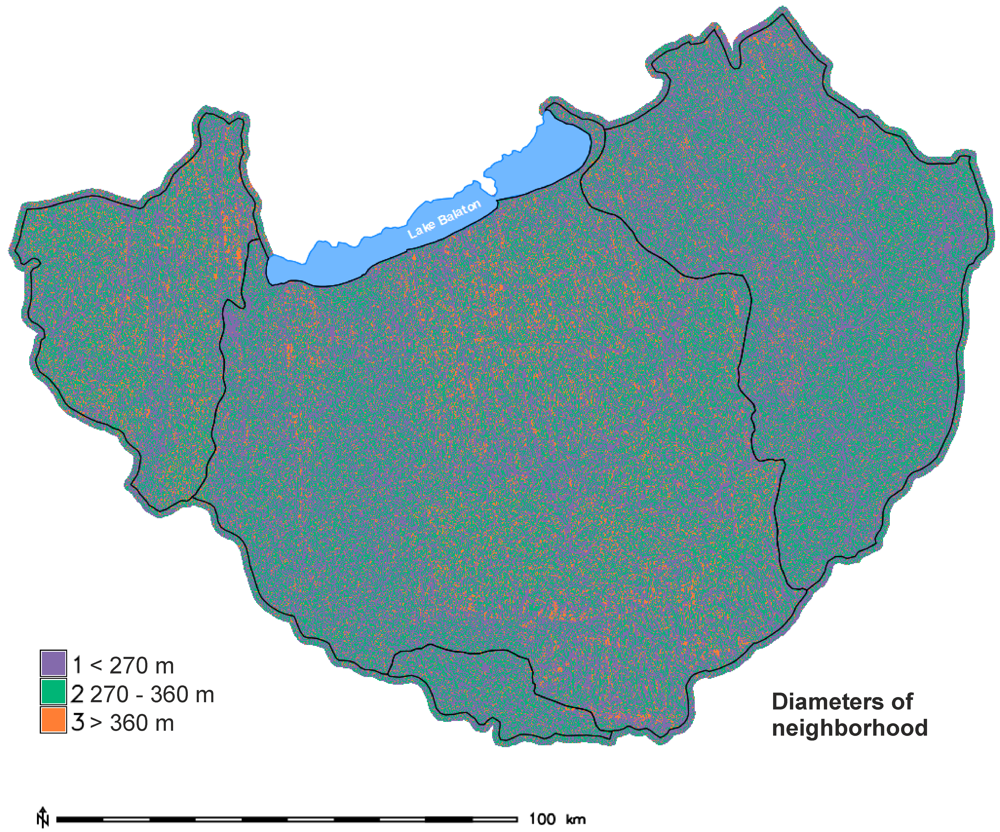 Lake Balaton
1 < 270 m
2 270 - 360 m
3 > 360 m
Diameters of
neighborhood
N
100 km